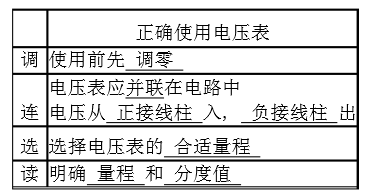 正确使用电压表
调 使用前先 调零
电压表应并联在电路中
连 电压从 正接线柱 入, 负接线柱 出
选 选择电压表的 合适量程
读 明确 量程 和 分度值